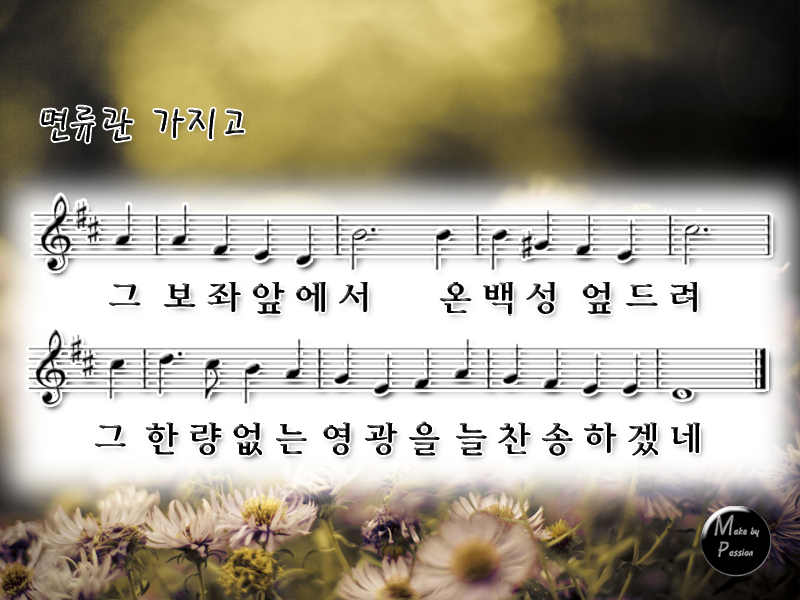 면류관 가지고
그 보좌 앞에서 온 백성 엎드려
그 한량없는 영광을 늘 찬송하겠네
Make by
Passion